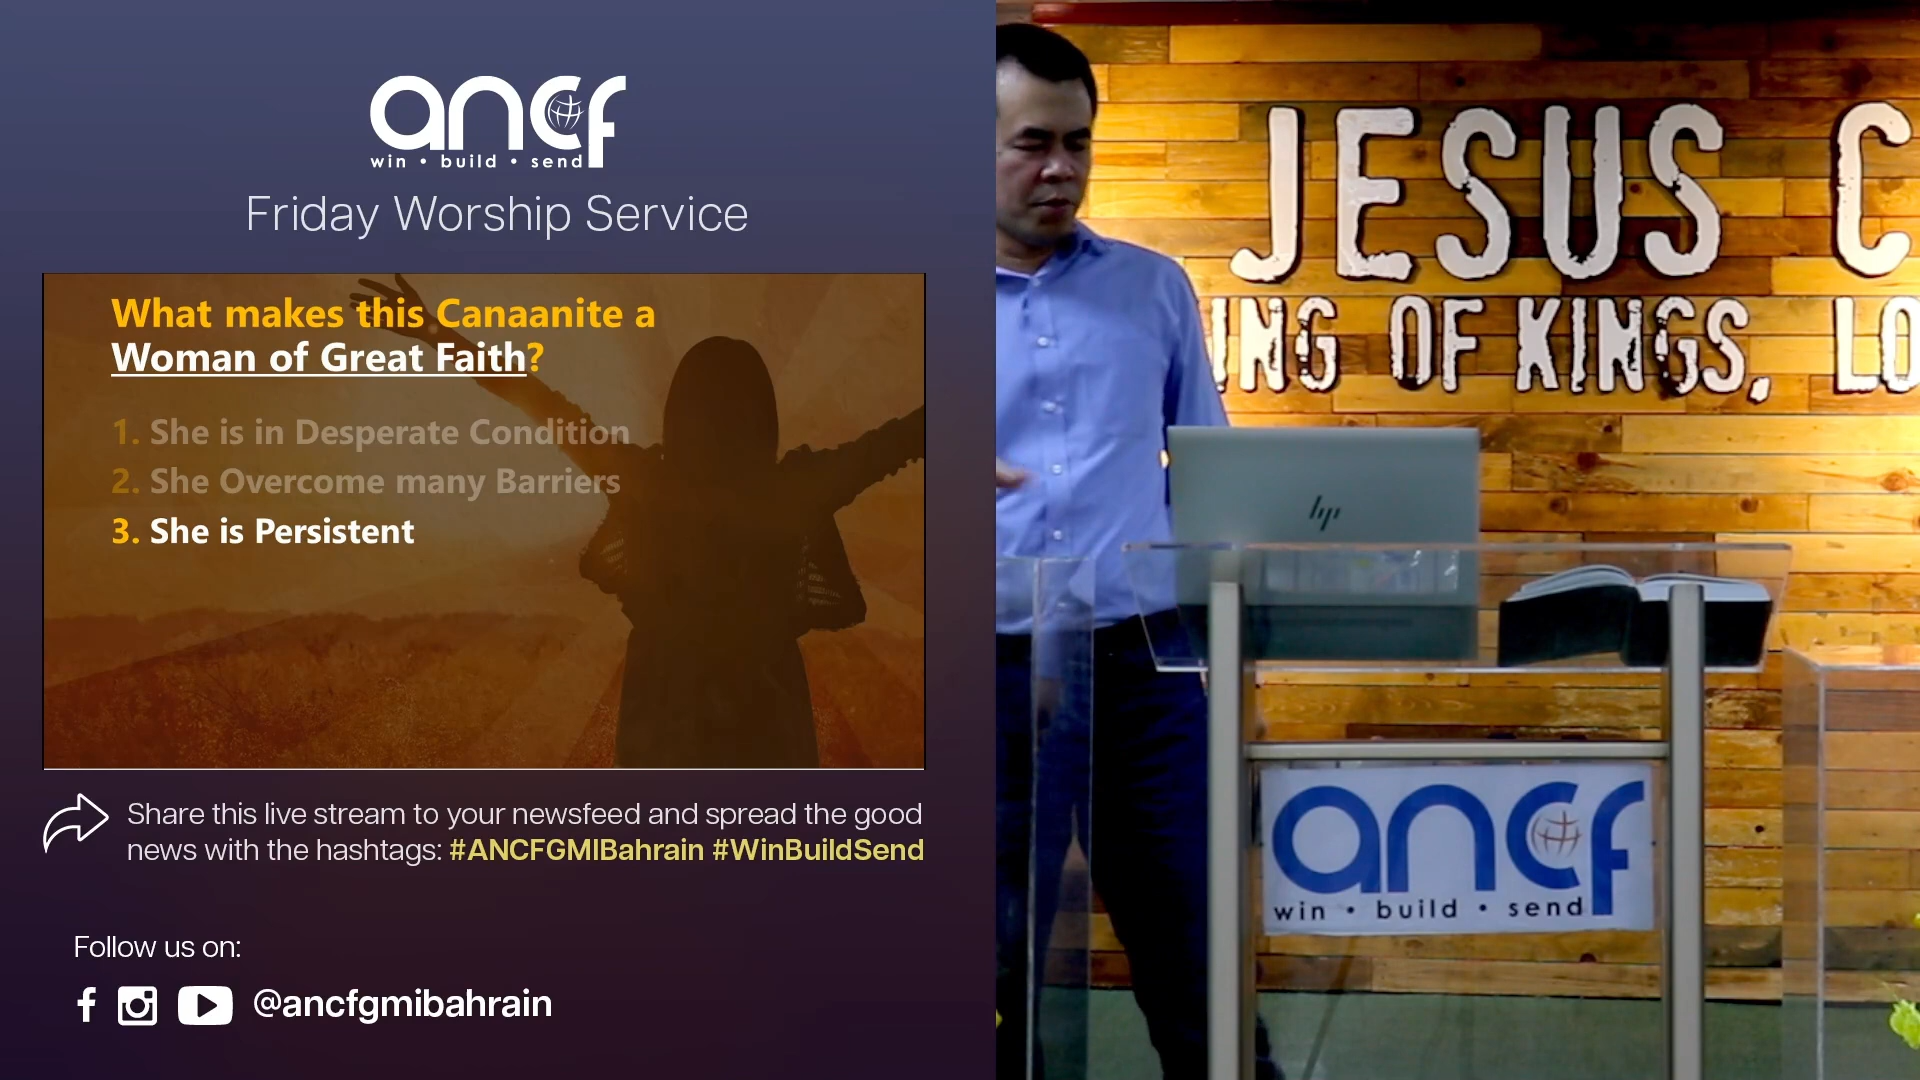 ancf
win • build • send
Friday Worship Service
What makes this Canaanite a
Woman of Great Faith?
1. She is in Desperate Condition
2. She Overcome many Barriers
3. She is Persistent
Share this live stream to your newsfeed and spread the good
news with the hashtags: #ANCFGMIBahrain #WinBuildSend
Follow us on:
@ancfgmibahrain
JESUS C
ING OF KINGS, LO
hp
ancf
win • build • send